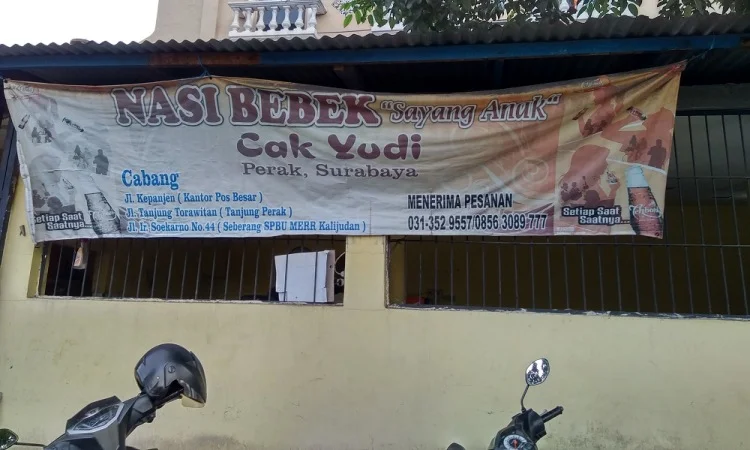 NASI BEBEK "Sayang Anak"
Cak Yudi
Perak, Surabaya
Cabang
Jl. Kepanjen ( Kantor Pos Besar )
Jl. Tanjung Torawitan ( Tanjung Perak )
Jl. Ir. Soekarno No.44 ( Seberang SPBU MERR Kalijudan )
MENERIMA PESANAN
031-352 9557/0856 3089 777
Setiap Saat
Saatnya...
Setiap Saat
Saatnya...